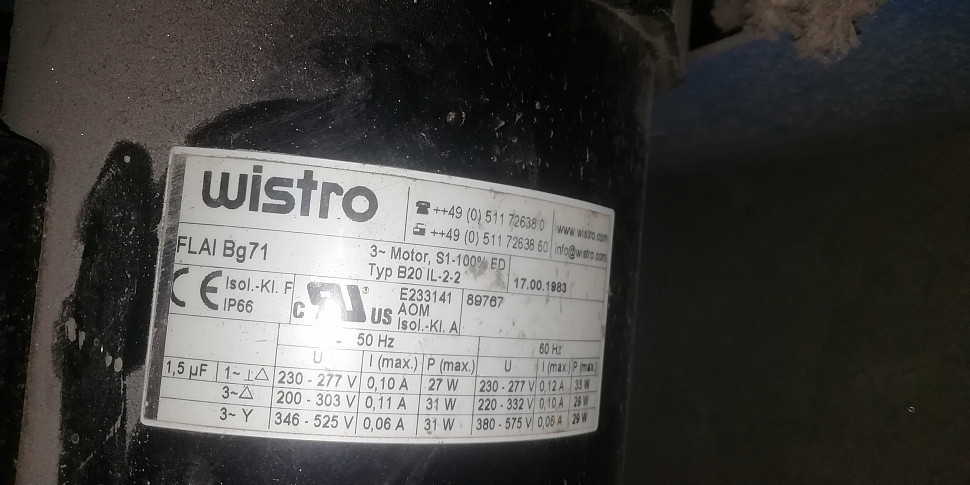 wistro
++49 (0) 511 72638 0
++49 (0) 511 72638 60
www.wistro.com
info@wistro.com
FLAI Bg71
3~ Motor, S1-100% ED
Typ B20 IL-2-2
17.00.1983
CE Isol.-Kl. F
IP66
c US
E233141
AOM
Isol.-Kl. A
89767
50 Hz 60 Hz
U I (max.) P (max.) U I (max.) P (max.)
1,5 µF 1~ ⊥△ 230 - 277 V 0,10 A 27 W 230 - 277 V 0,12 A 33 W
3~ △ 200 - 303 V 0,11 A 31 W 220 - 332 V 0,10 A 29 W
3~ Y 346 - 525 V 0,06 A 31 W 380 - 575 V 0,06 A 29 W